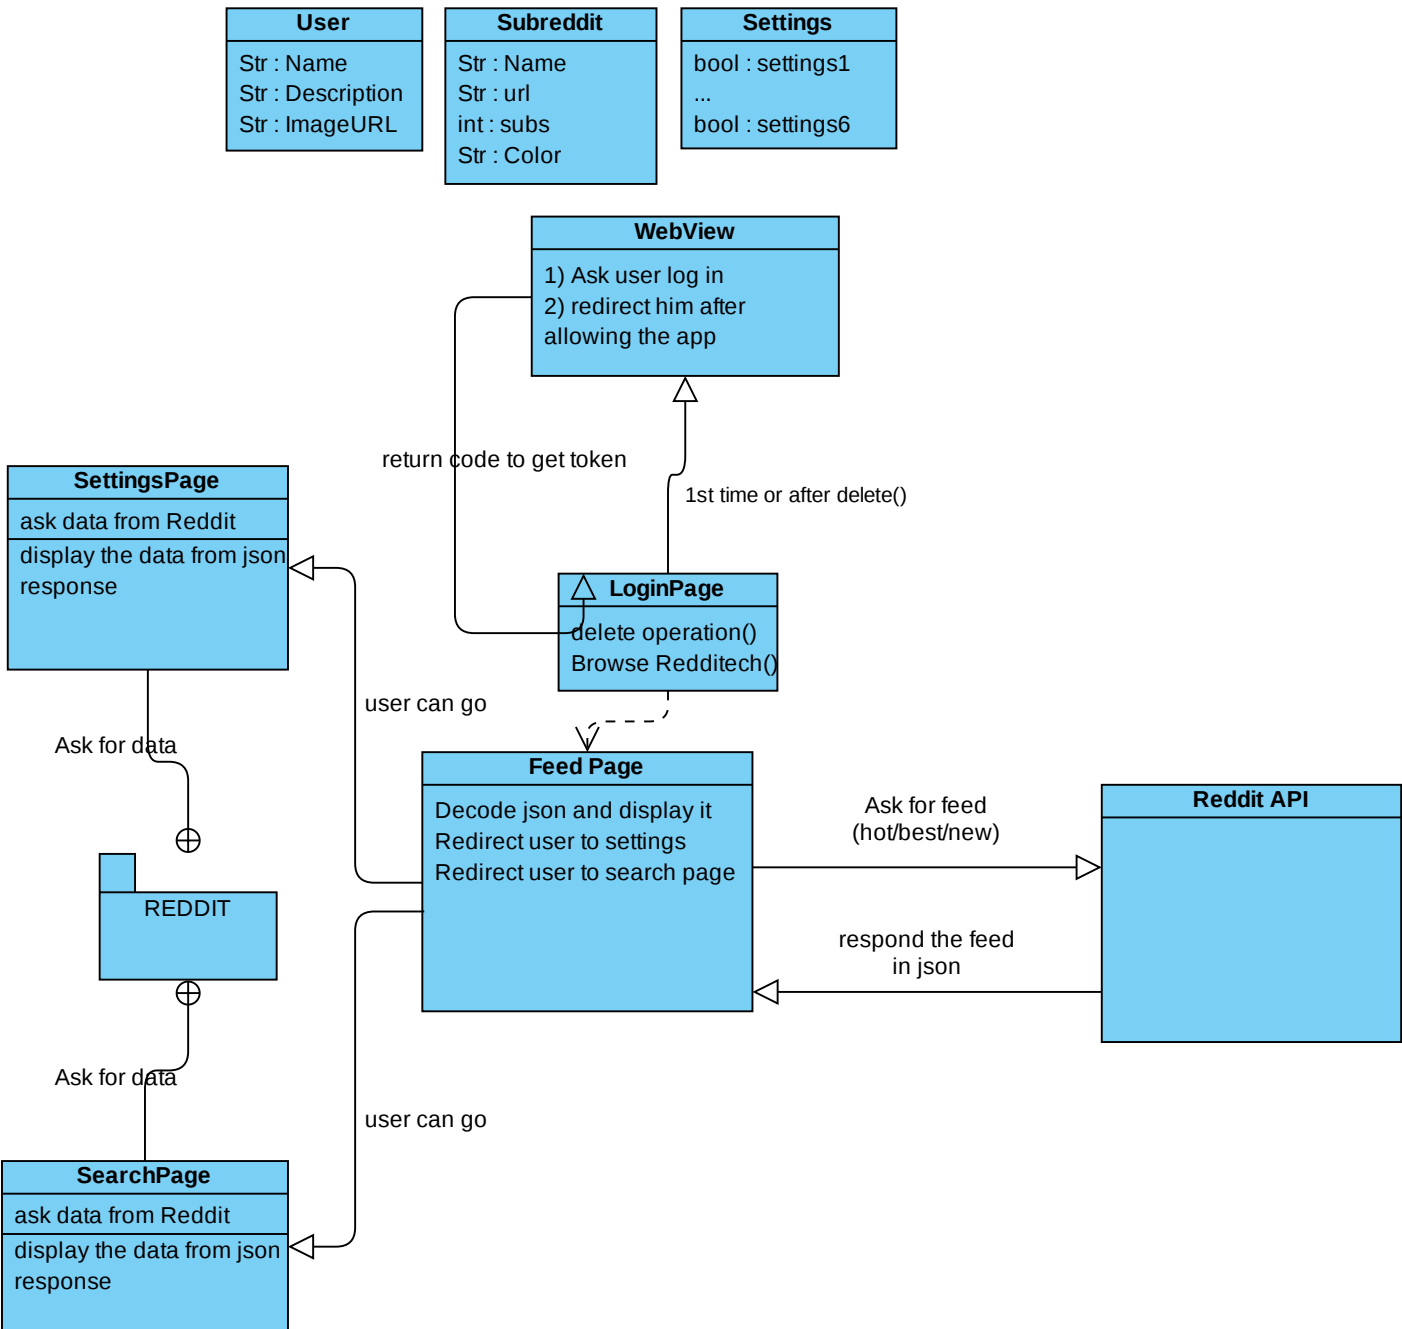 User
Str : Name
Str : Description
Str : ImageURL
Subreddit
Str : Name
Str : url
int : subs
Str : Color
Settings
bool : settings1
...
bool : settings6
WebView
1) Ask user log in
2) redirect him after
allowing the app
return code to get token
1st time or after delete()
SettingsPage
ask data from Reddit
display the data from json
response
LoginPage
delete operation()
Browse Redditech()
user can go
Ask for data
Feed Page
Decode json and display it
Redirect user to settings
Redirect user to search page
Ask for feed
(hot/best/new)
Reddit API
REDDIT
respond the feed
in json
Ask for data
user can go
SearchPage
ask data from Reddit
display the data from json
response